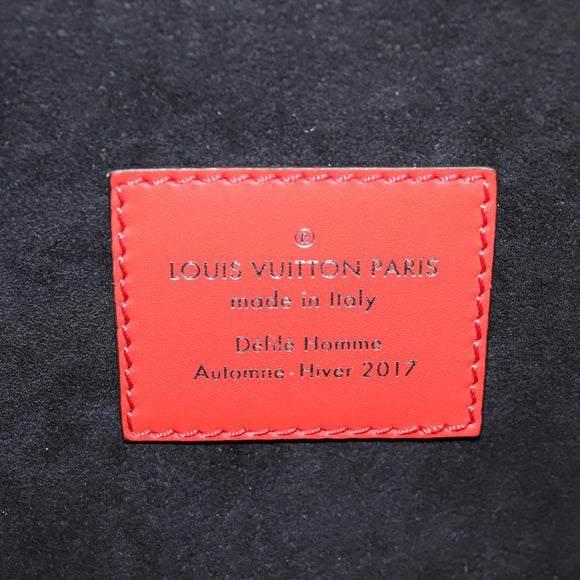 ®
LOUIS VUITTON PARIS
made in Italy
Défilé Homme
Automne-Hiver 2017